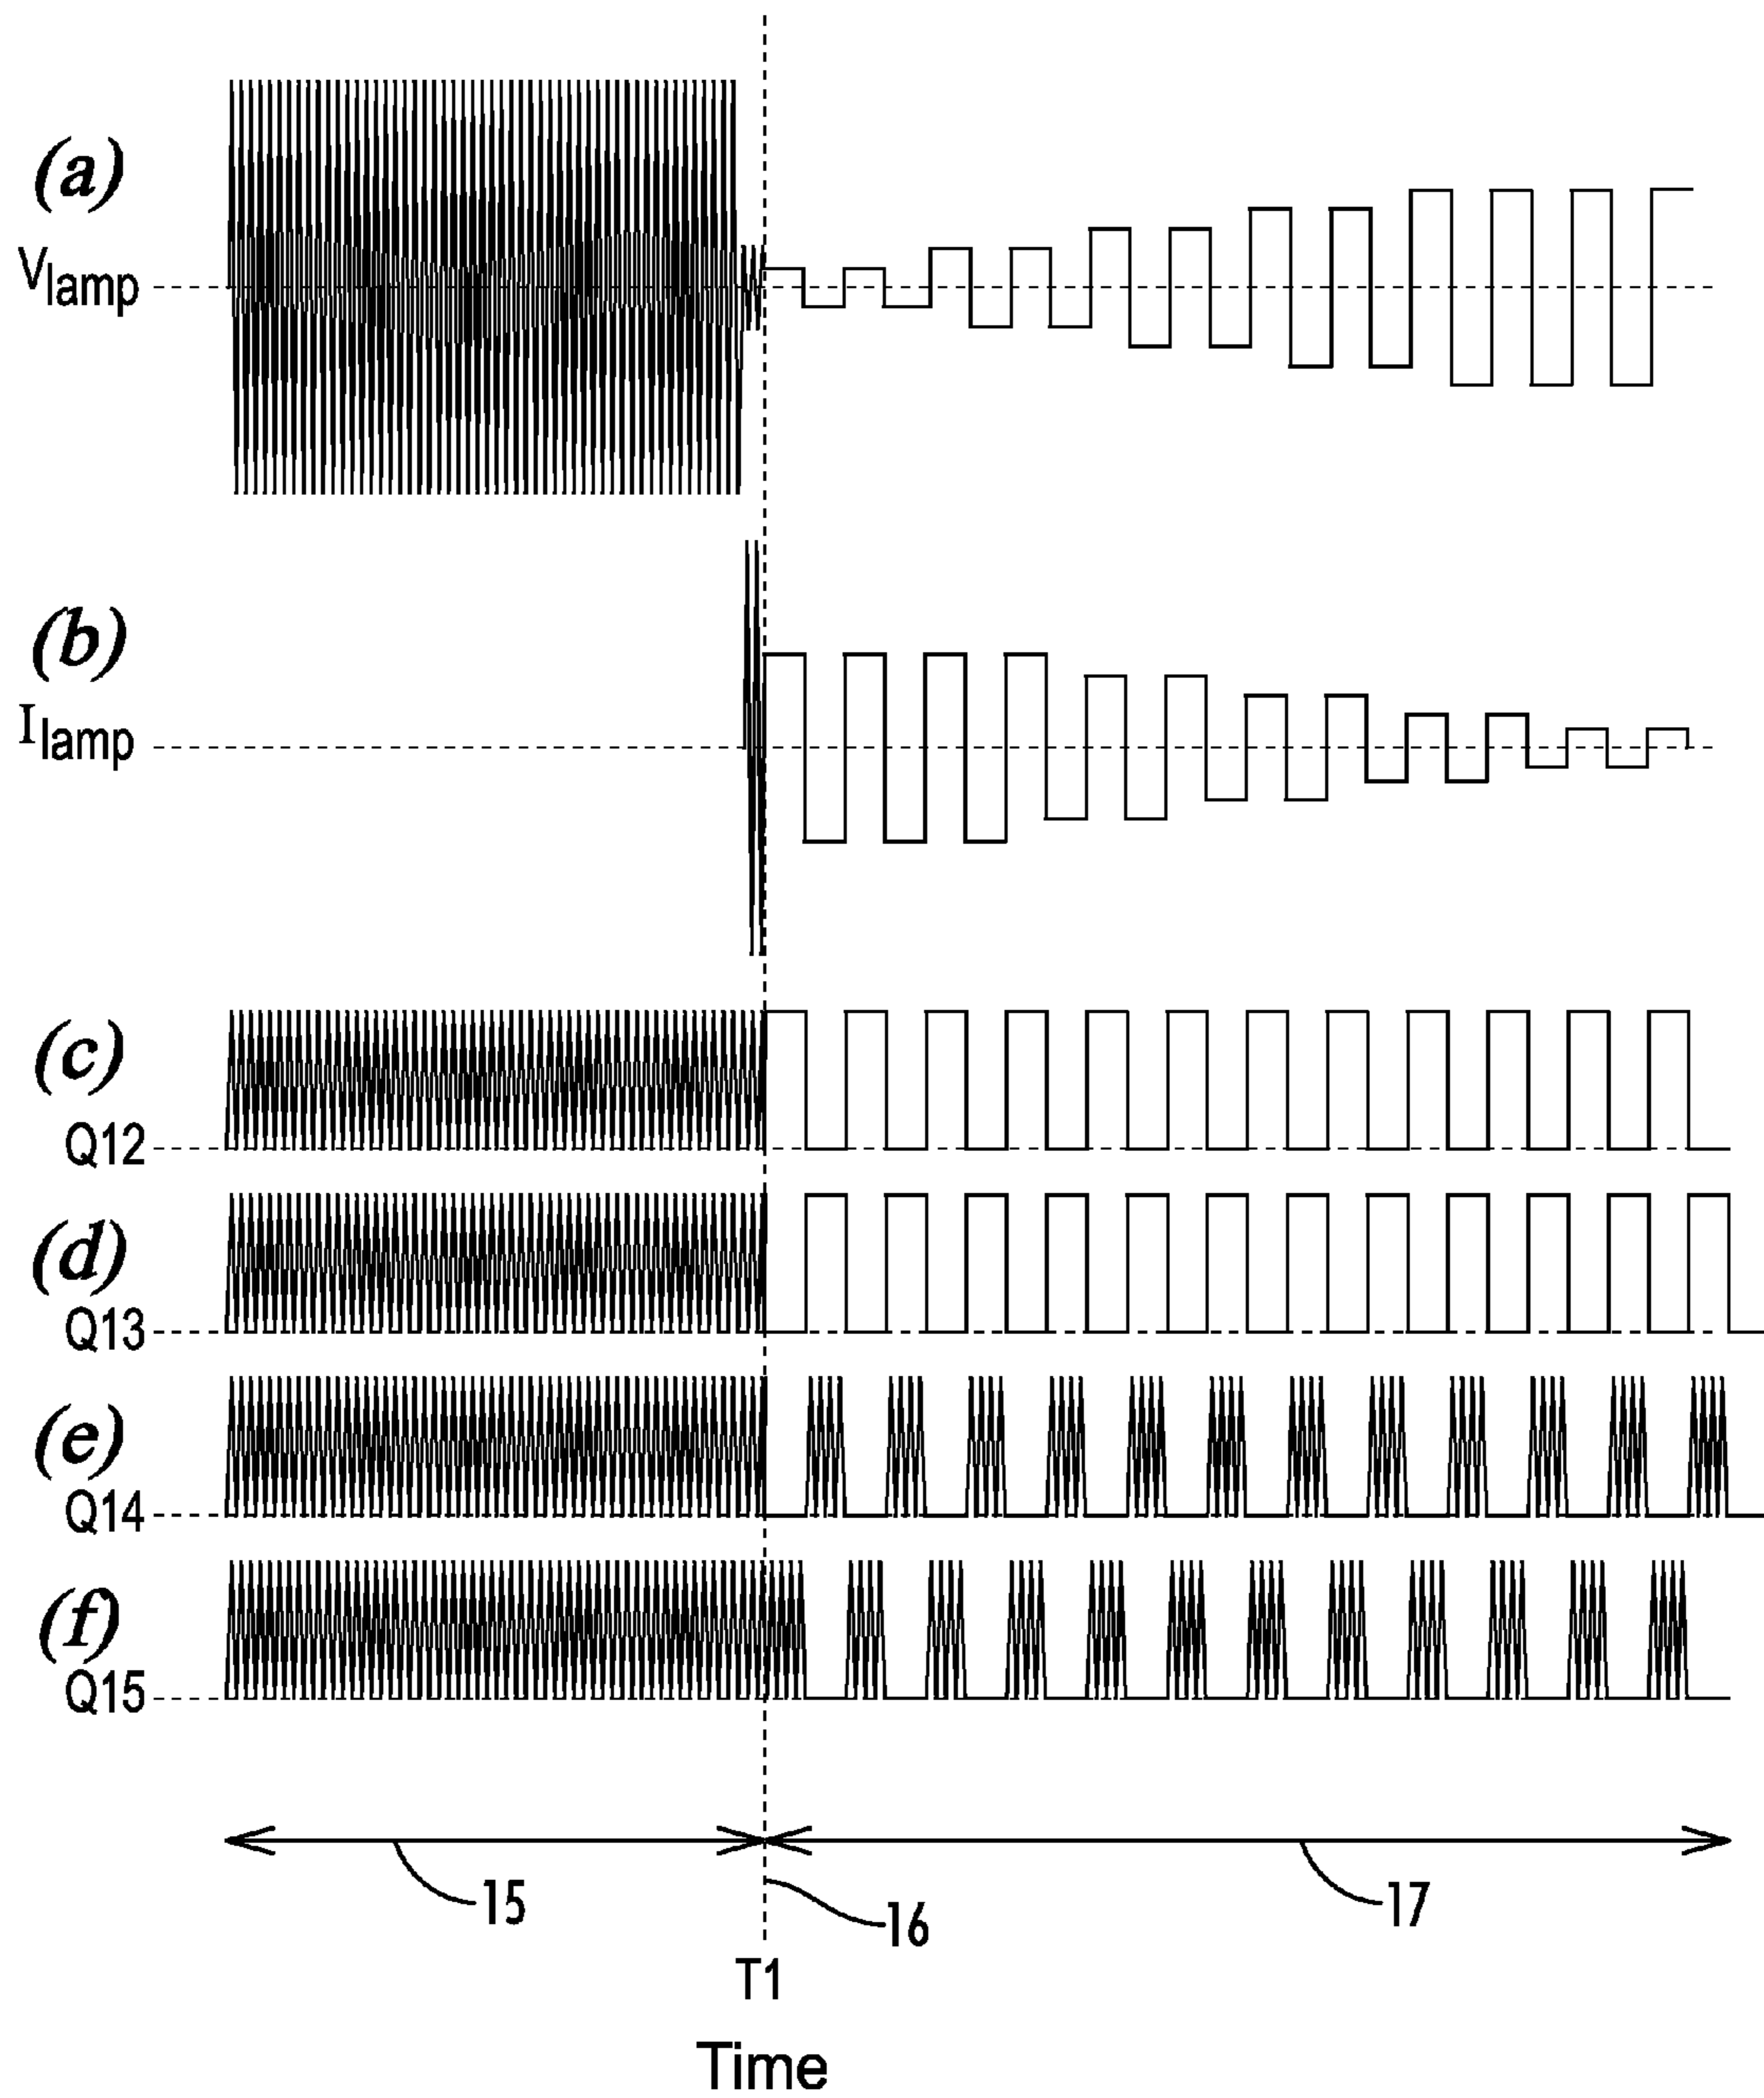 (a)
Vlamp
(b)
Ilamp
(c)
Q12
(d)
Q13
(e)
Q14
(f)
Q15
15
16
17
T1
Time